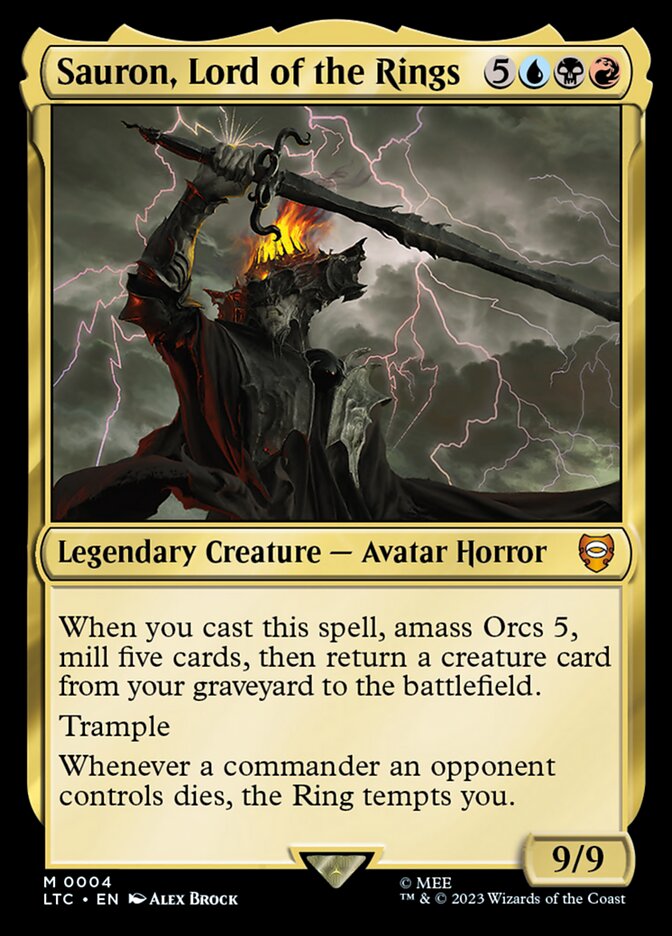 Sauron, Lord of the Rings 5
Legendary Creature — Avatar Horror
When you cast this spell, amass Orcs 5,
mill five cards, then return a creature card
from your graveyard to the battlefield.
Trample
Whenever a commander an opponent
controls dies, the Ring tempts you.
9/9
M 0004
LTC • EN Alex Brock
© MEE
™ & © 2023 Wizards of the Coast